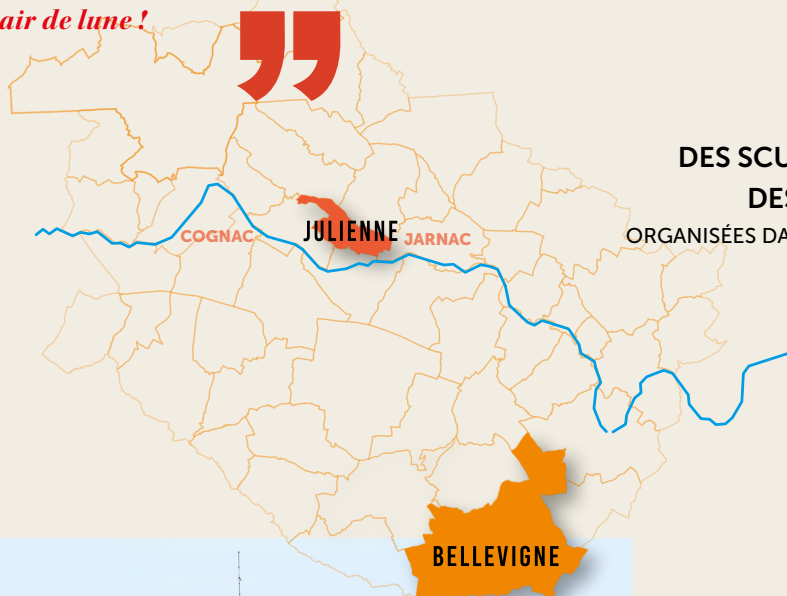 air de lune !
”
DES SCU
DES
ORGANISÉES DA
COGNAC
JULIENNE
JARNAC
BELLEVIGNE